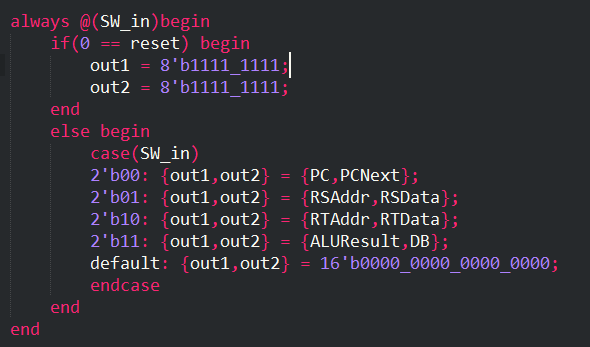 always @(SW_in)begin
    if(0 == reset) begin
        out1 = 8'b1111_1111;
        out2 = 8'b1111_1111;
    end
    else begin
        case(SW_in)
        2'b00: {out1,out2} = {PC,PCNext};
        2'b01: {out1,out2} = {RSAddr,RSData};
        2'b10: {out1,out2} = {RTAddr,RTData};
        2'b11: {out1,out2} = {ALUResult,DB};
        default: {out1,out2} = 16'b0000_0000_0000_0000;
        endcase
    end
end